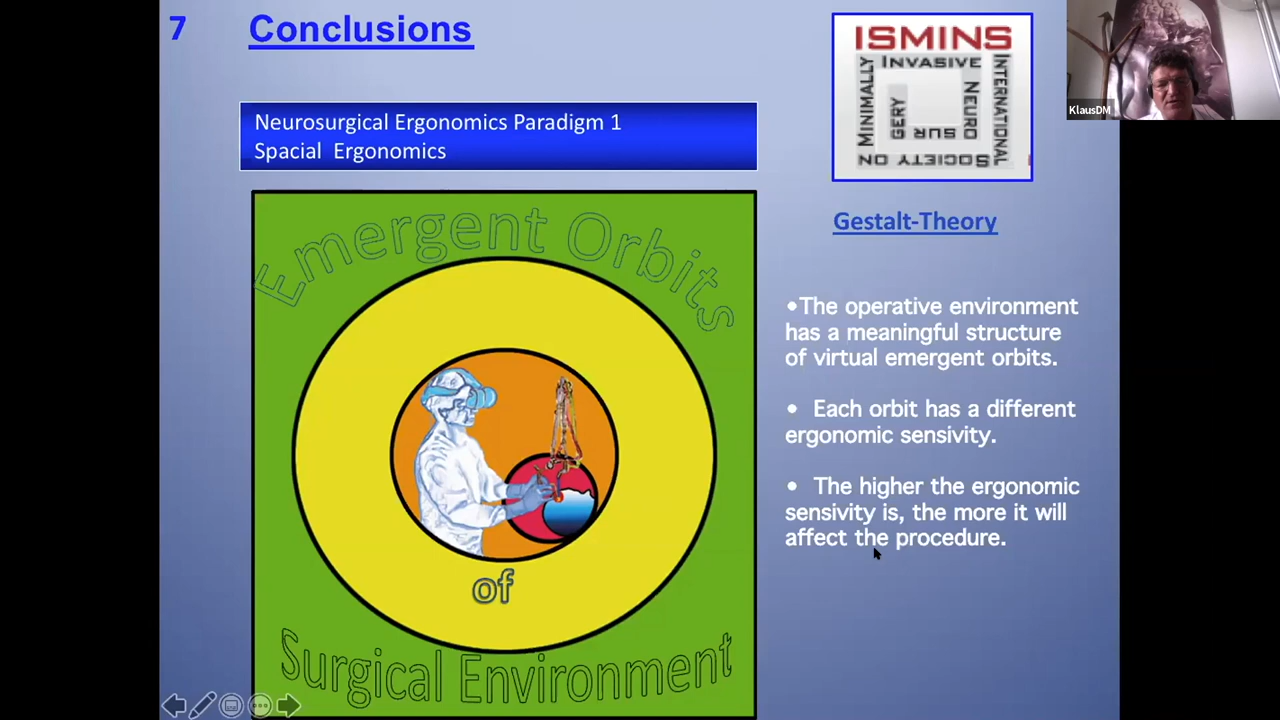 7
Conclusions
Neurosurgical Ergonomics Paradigm 1
Spacial Ergonomics
Emergent Orbits
of
Surgical Environment
ISMINS
INTERNATIONAL
SOCIETY ON
MINIMALLY
INVASIVE
NEURO
SUR
GERY
Gestalt-Theory
•The operative environment
has a meaningful structure
of virtual emergent orbits.
• Each orbit has a different
ergonomic sensivity.
• The higher the ergonomic
sensivity is, the more it will
affect the procedure.
KlausDM